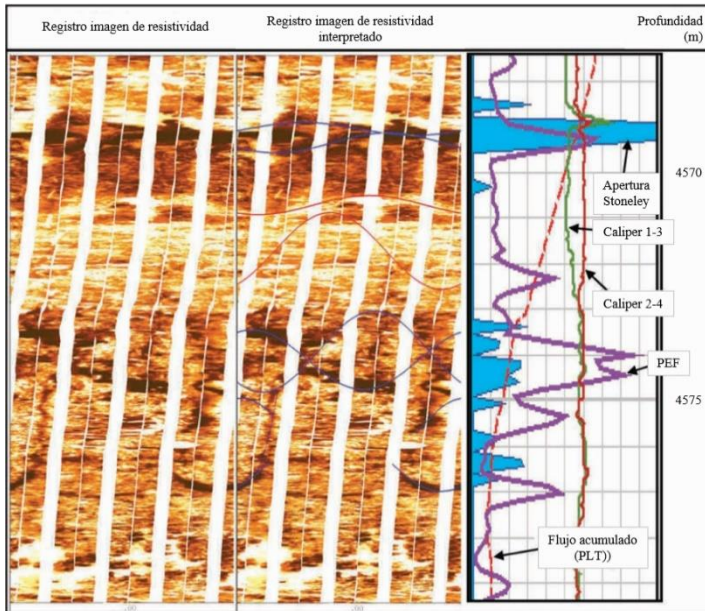 Registro imagen de resistividad
Registro imagen de resistividad
interpretado
Profundidad
(m)
4570
Apertura
Stoneley
Caliper 1-3
Caliper 2-4
PEF
4575
Flujo acumulado
(PLT))